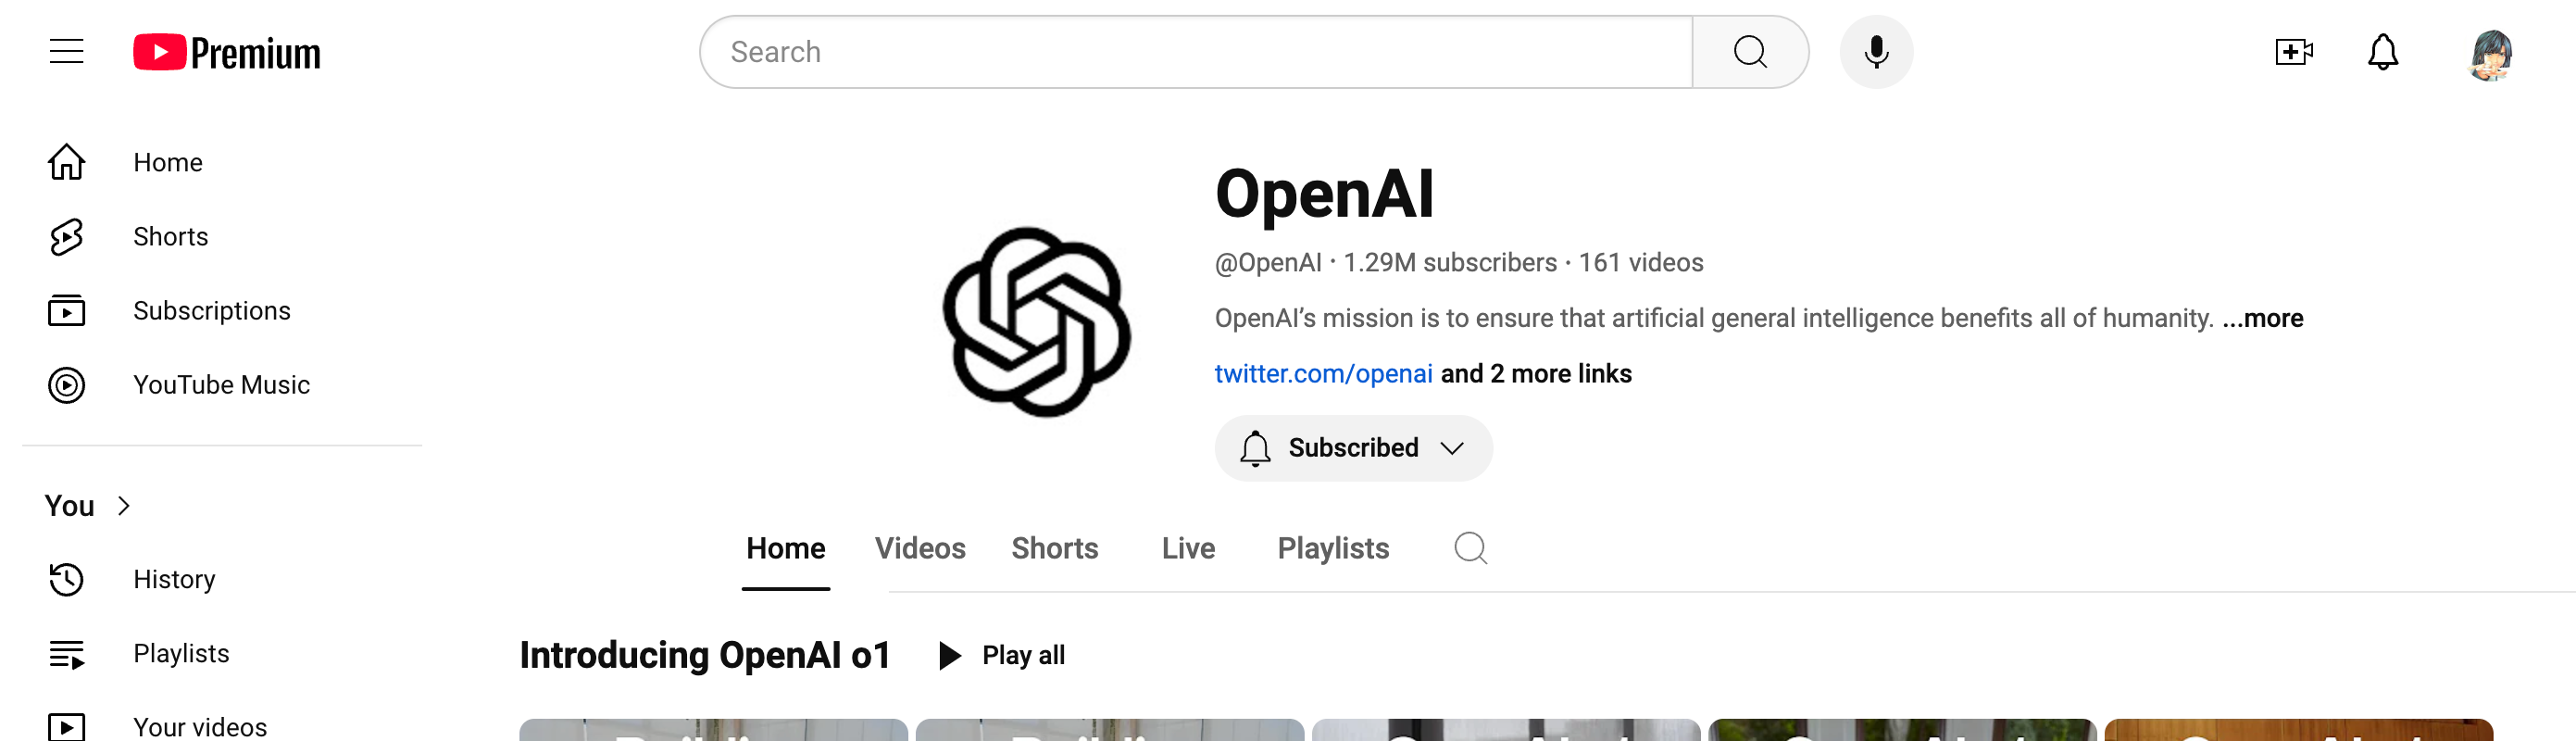 Premium
Search
Home
Shorts
Subscriptions
YouTube Music
You
History
Playlists
Your videos
OpenAI
@OpenAI · 1.29M subscribers · 161 videos
OpenAI’s mission is to ensure that artificial general intelligence benefits all of humanity. ...more
twitter.com/openai and 2 more links
Subscribed
Home Videos Shorts Live Playlists
Introducing OpenAI o1 Play all